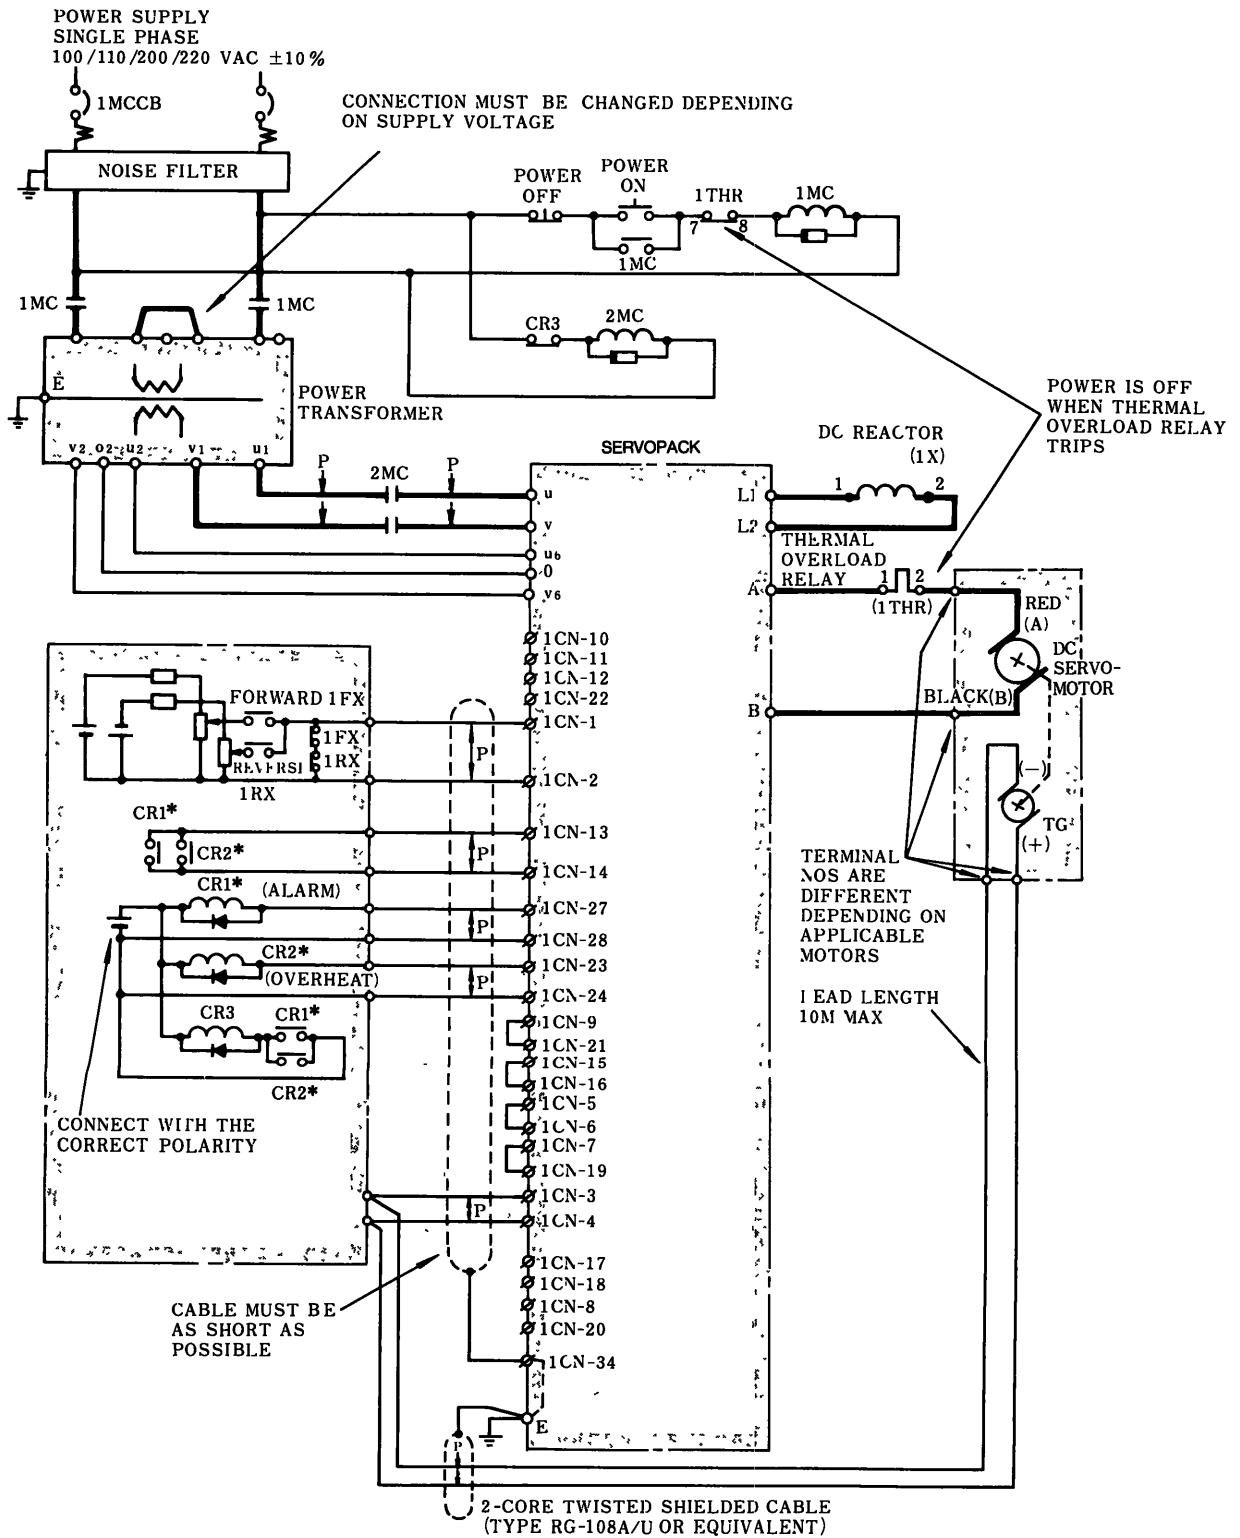 POWER SUPPLY
SINGLE PHASE
100/110/200/220 VAC ±10%
1MCCB
CONNECTION MUST BE CHANGED DEPENDING
ON SUPPLY VOLTAGE
NOISE FILTER
POWER
OFF
POWER
ON
1THR
7
8
1MC
1MC
1MC
1MC
CR3
2MC
E
POWER
TRANSFORMER
v2 o2 u2 v1 u1
P
2MC
P
POWER IS OFF
WHEN THERMAL
OVERLOAD RELAY
TRIPS
SERVOPACK
DC REACTOR
(1X)
u
v
u6
0
v6
L1
1
2
L2
THERMAL
OVERLOAD
RELAY
A
1 2
(1THR)
RED
(A)
DC
SERVO-
MOTOR
BLACK(B)
B
(−)
TG
(+)
1CN-10
1CN-11
1CN-12
1CN-22
1CN-1
1CN-2
1CN-13
1CN-14
1CN-27
1CN-28
1CN-23
1CN-24
1CN-9
1CN-21
1CN-15
1CN-16
1CN-5
1CN-6
1CN-7
1CN-19
1CN-3
1CN-4
1CN-17
1CN-18
1CN-8
1CN-20
1CN-34
E
FORWARD 1FX
1FX
1RX
REVERSI
1RX
P
CR1*
CR2*
P
CR1*
(ALARM)
P
CR2*
(OVERHEAT)
P
CR3
CR1*
CR2*
CONNECT WITH THE
CORRECT POLARITY
P
TERMINAL
NOS ARE
DIFFERENT
DEPENDING ON
APPLICABLE
MOTORS
LEAD LENGTH
10M MAX
CABLE MUST BE
AS SHORT AS
POSSIBLE
P
2-CORE TWISTED SHIELDED CABLE
(TYPE RG-108A/U OR EQUIVALENT)